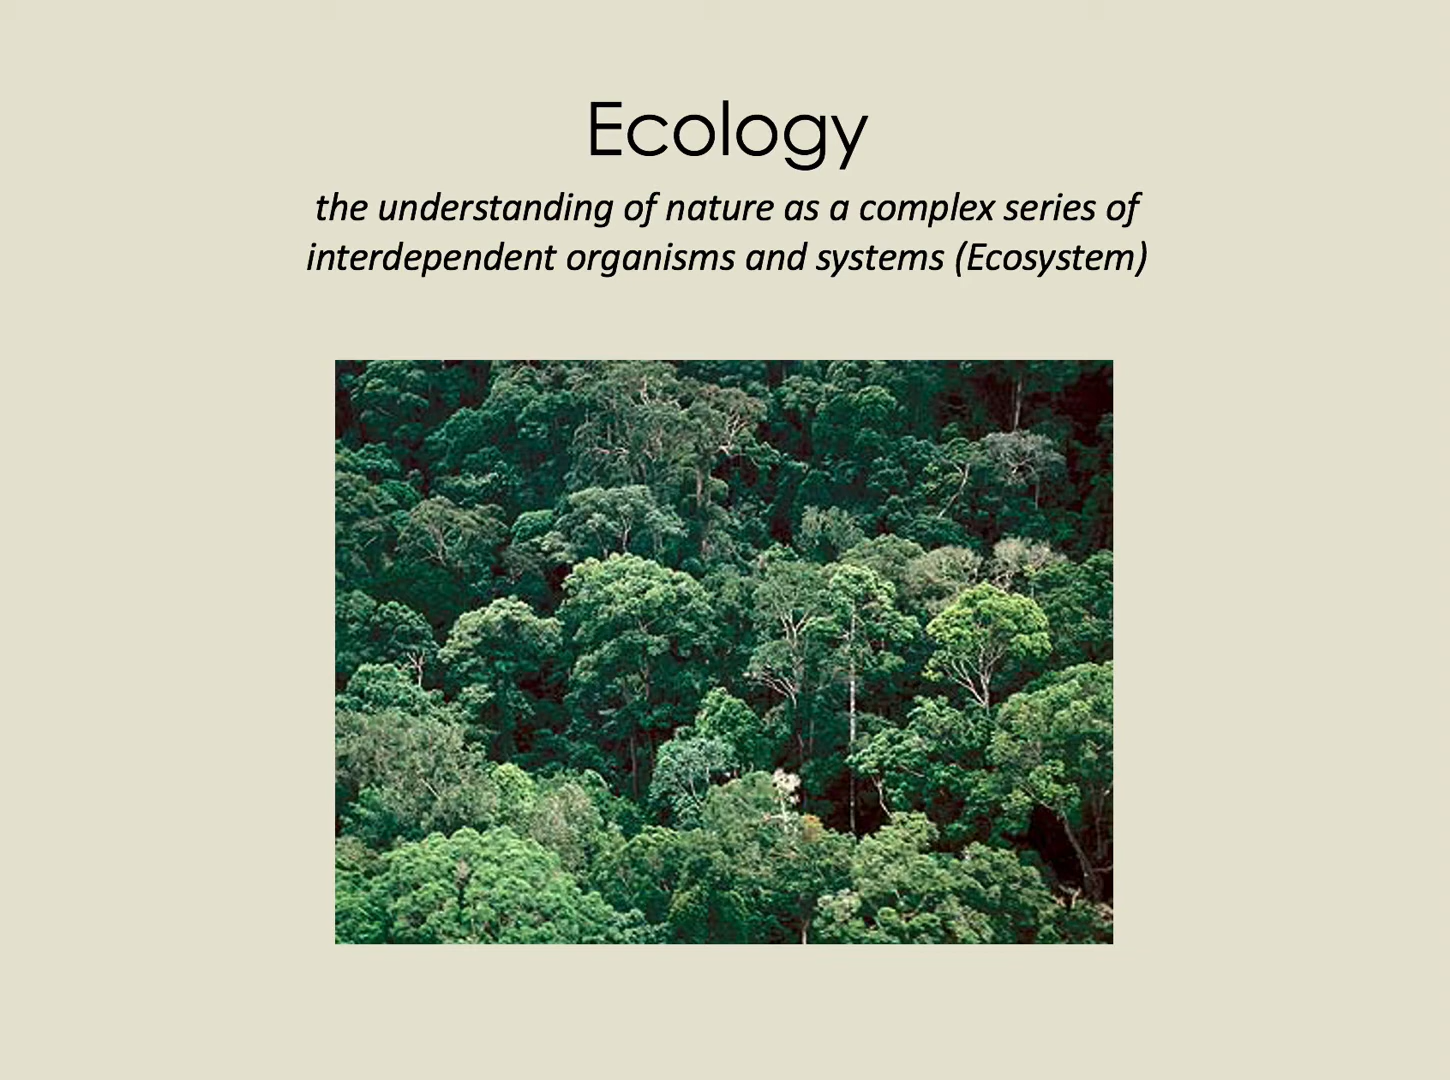 Ecology
the understanding of nature as a complex series of
interdependent organisms and systems (Ecosystem)